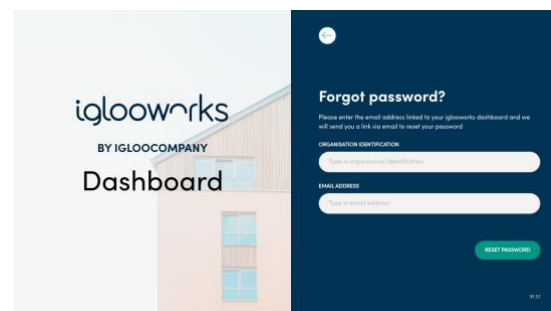 iglooworks
BY IGLOOCOMPANY
Dashboard
Forgot password?
Please enter the email address linked to your iglooworks dashboard and we
will send you a link via email to reset your password
ORGANISATION IDENTIFICATION
Type in organisation identification
EMAIL ADDRESS
Type in email address
RESET PASSWORD